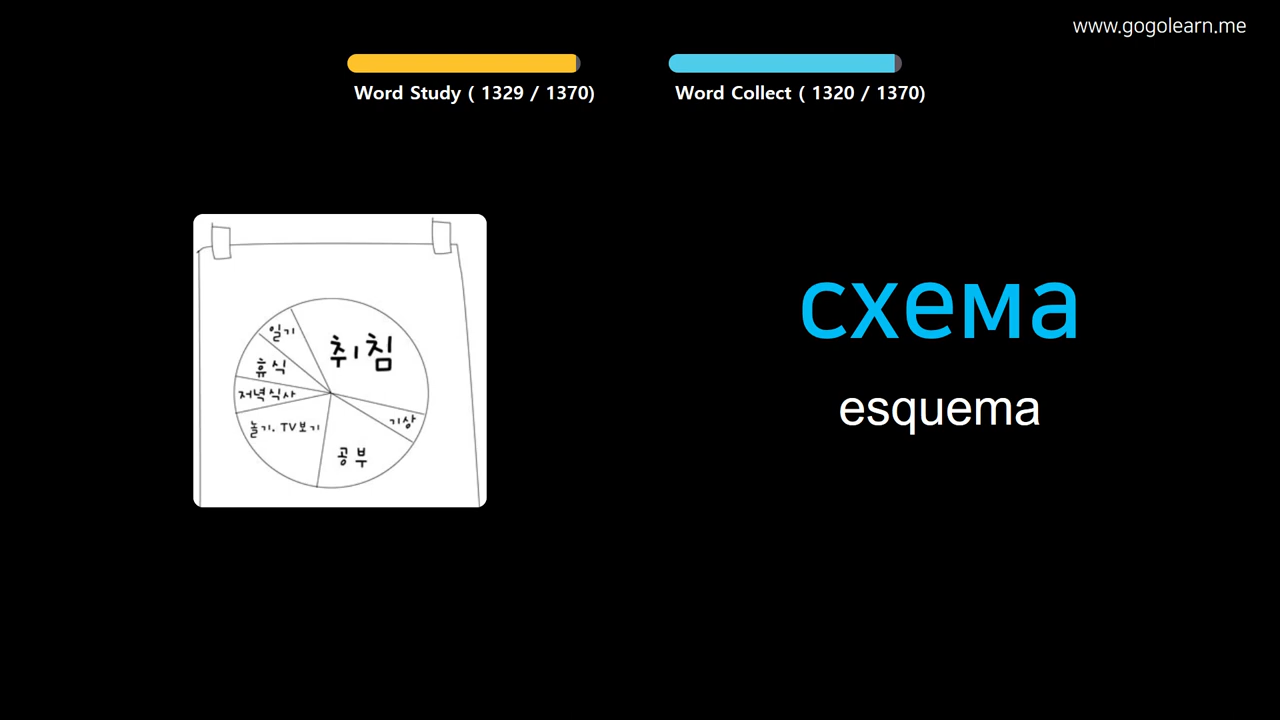 www.gogolearn.me
Word Study ( 1329 / 1370)
Word Collect ( 1320 / 1370)
일기
취침
휴식
저녁식사
놀기. TV보기
기상
공부
схема
esquema